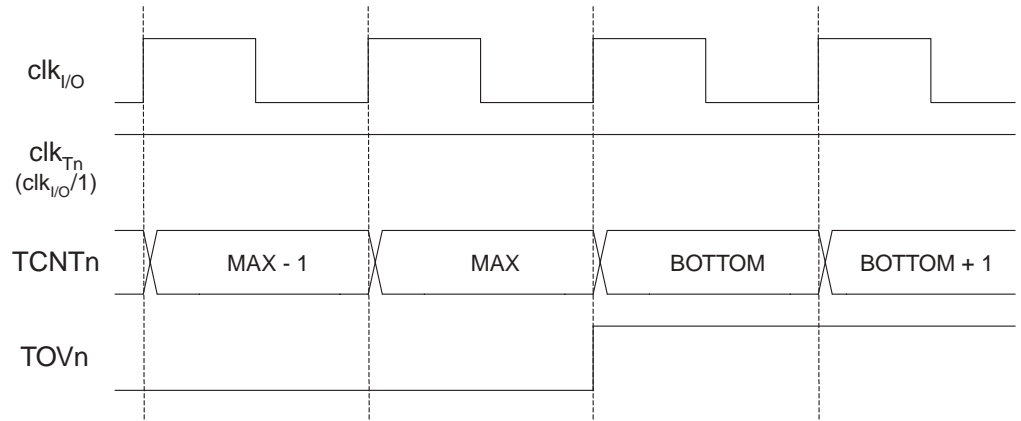 clkI/O
clkTn
(clkI/O/1)
TCNTn MAX - 1 MAX BOTTOM BOTTOM + 1
TOVn